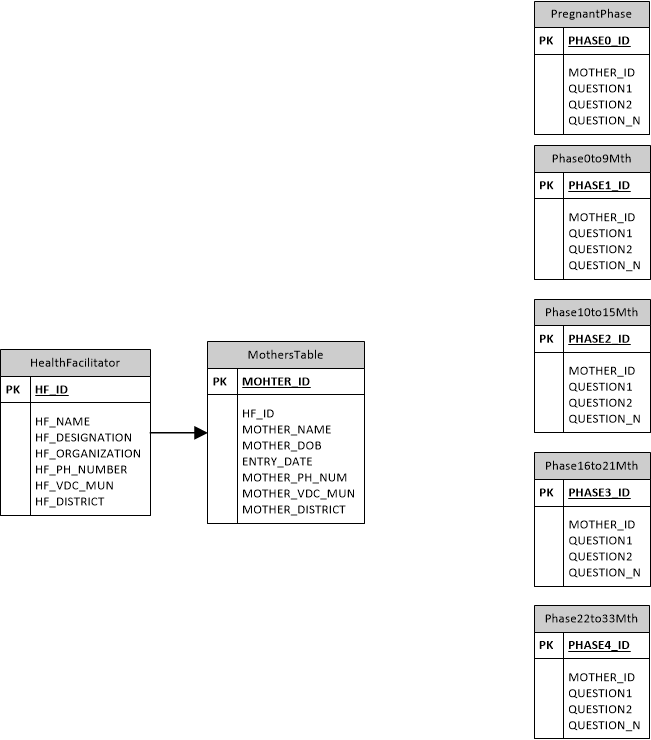 PregnantPhase
PK PHASE0_ID
MOTHER_ID
QUESTION1
QUESTION2
QUESTION_N
Phase0to9Mth
PK PHASE1_ID
MOTHER_ID
QUESTION1
QUESTION2
QUESTION_N
Phase10to15Mth
PK PHASE2_ID
MOTHER_ID
QUESTION1
QUESTION2
QUESTION_N
HealthFacilitator
PK HF_ID
HF_NAME
HF_DESIGNATION
HF_ORGANIZATION
HF_PH_NUMBER
HF_VDC_MUN
HF_DISTRICT
MothersTable
PK MOHTER_ID
HF_ID
MOTHER_NAME
MOTHER_DOB
ENTRY_DATE
MOTHER_PH_NUM
MOTHER_VDC_MUN
MOTHER_DISTRICT
Phase16to21Mth
PK PHASE3_ID
MOTHER_ID
QUESTION1
QUESTION2
QUESTION_N
Phase22to33Mth
PK PHASE4_ID
MOTHER_ID
QUESTION1
QUESTION2
QUESTION_N